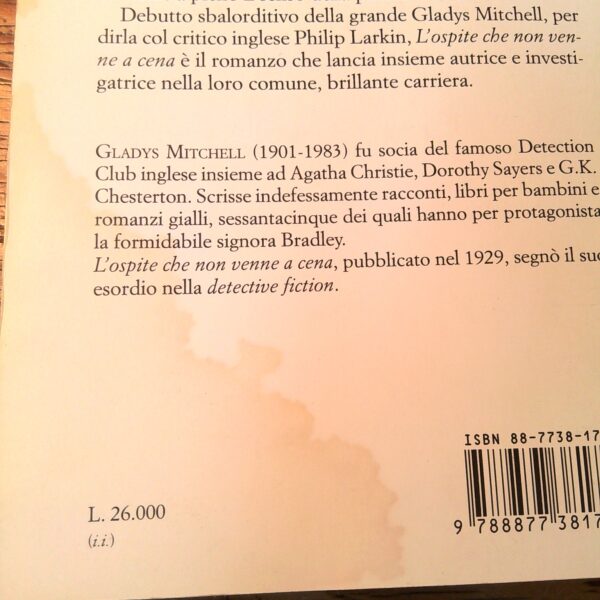 Debutto sbalorditivo della grande Gladys Mitchell, per
dirla col critico inglese Philip Larkin, L'ospite che non ven-
ne a cena è il romanzo che lancia insieme autrice e investi-
gatrice nella loro comune, brillante carriera.
GLADYS MITCHELL (1901-1983) fu socia del famoso Detection
Club inglese insieme ad Agatha Christie, Dorothy Sayers e G.K.
Chesterton. Scrisse indefessamente racconti, libri per bambini e
romanzi gialli, sessantacinque dei quali hanno per protagonista
la formidabile signora Bradley.
L'ospite che non venne a cena, pubblicato nel 1929, segnò il suo
esordio nella detective fiction.
ISBN 88-7738-17
L. 26.000
(i.i.)
9 788877 3817